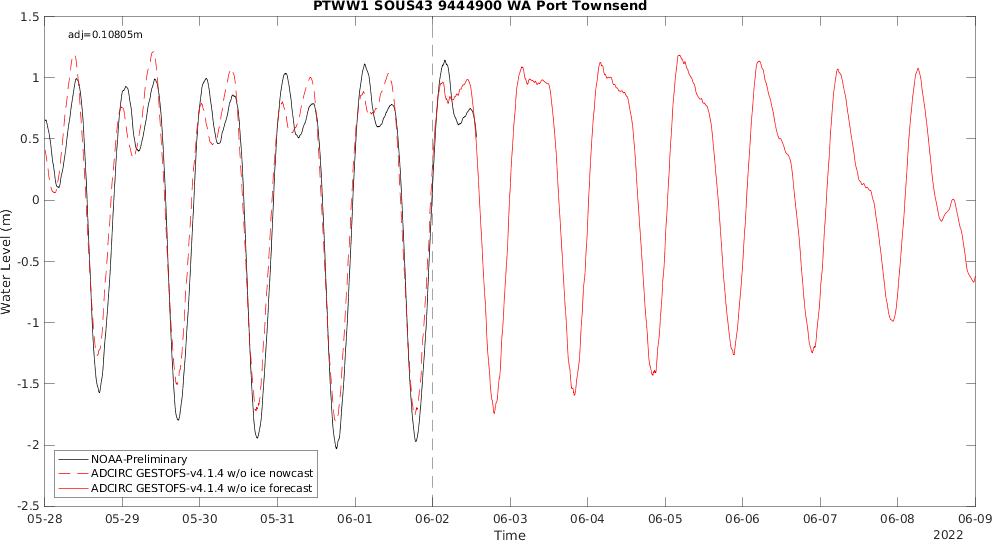 PTWW1 SOUS43 9444900 WA Port Townsend
adj=0.10805m
1.5
1
0.5
0
-0.5
-1
-1.5
-2
-2.5
Water Level (m)
NOAA-Preliminary
ADCIRC GESTOFS-v4.1.4 w/o ice nowcast
ADCIRC GESTOFS-v4.1.4 w/o ice forecast
05-28 05-29 05-30 05-31 06-01 06-02 06-03 06-04 06-05 06-06 06-07 06-08 06-09
Time
2022